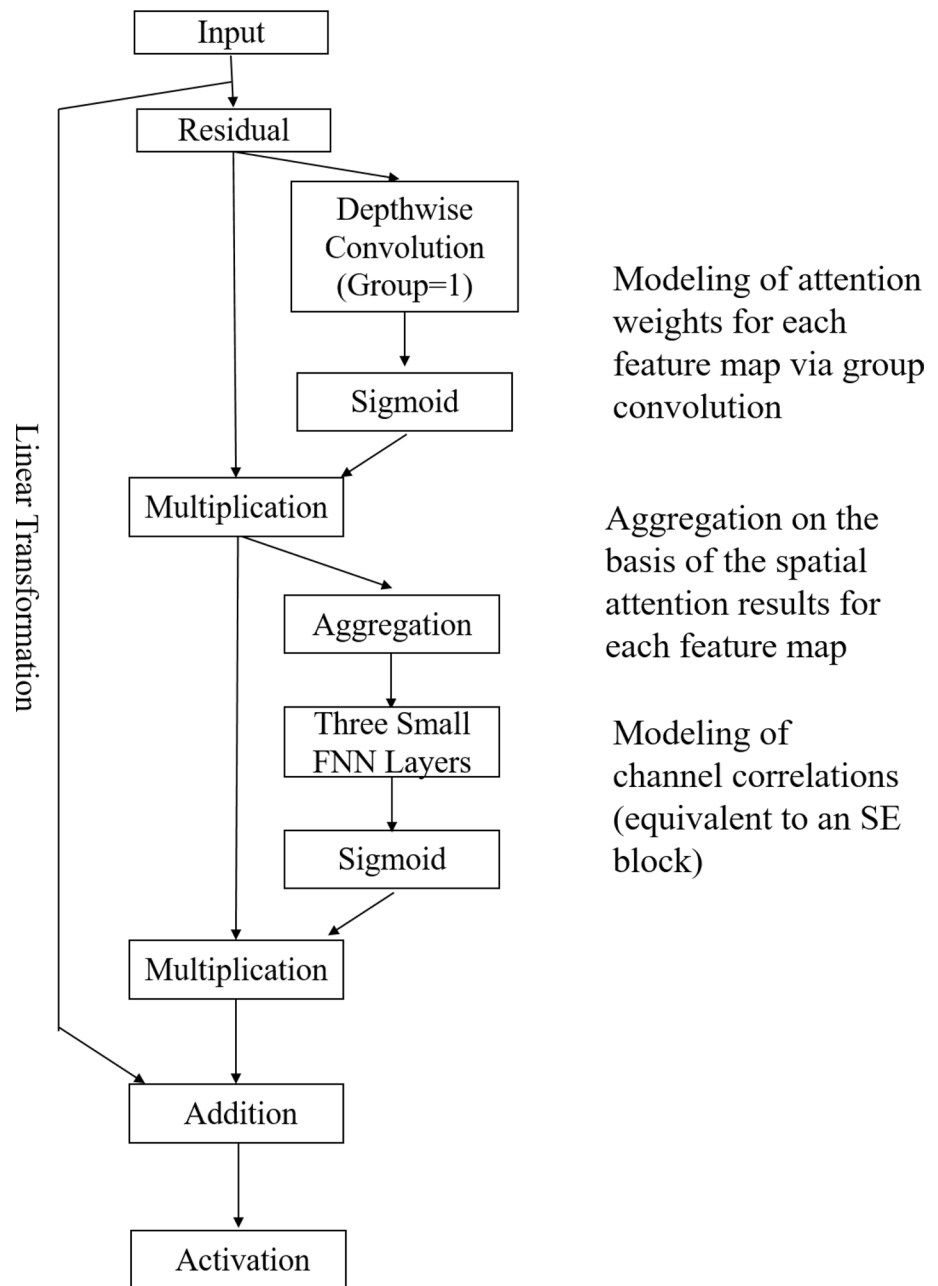 Input
Residual
Depthwise
Convolution
(Group=1)
Modeling of attention
weights for each
feature map via group
convolution
Sigmoid
Linear Transformation
Multiplication
Aggregation on the
basis of the spatial
attention results for
each feature map
Aggregation
Three Small
FNN Layers
Modeling of
channel correlations
(equivalent to an SE
block)
Sigmoid
Multiplication
Addition
Activation